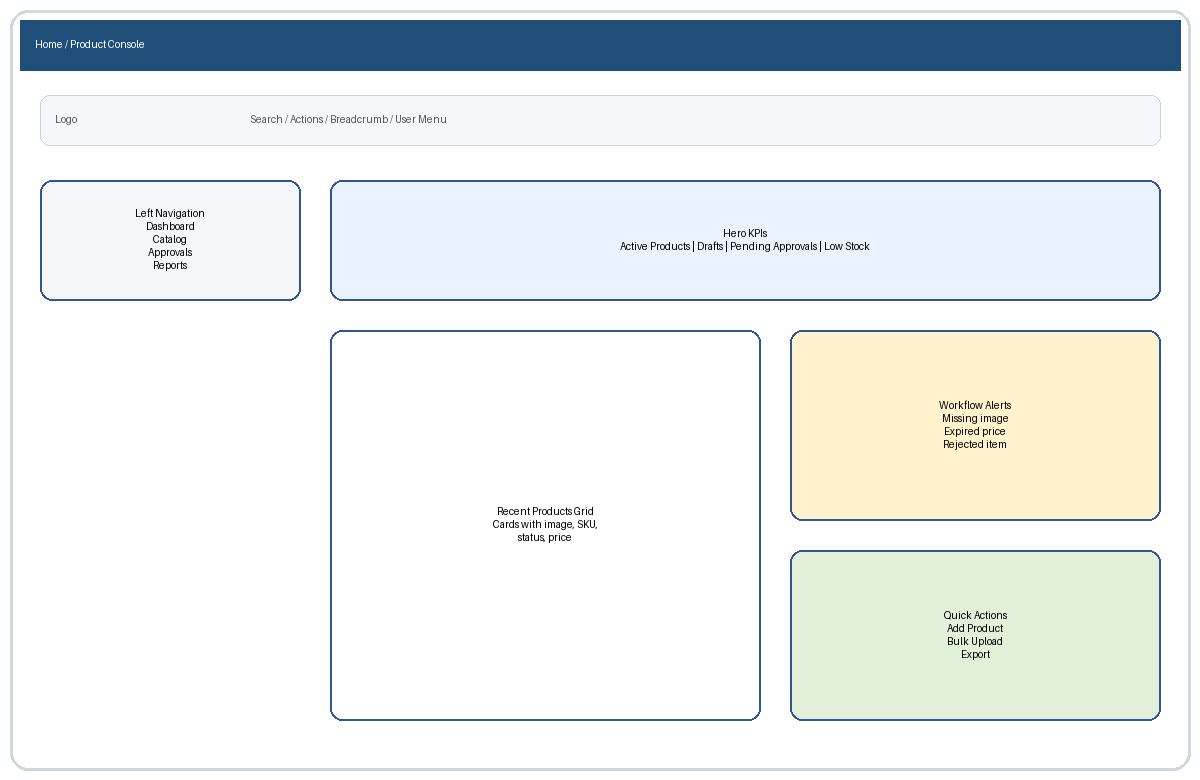 Home / Product Console
Logo
Search / Actions / Breadcrumb / User Menu
Left Navigation
Dashboard
Catalog
Approvals
Reports
Hero KPIs
Active Products | Drafts | Pending Approvals | Low Stock
Recent Products Grid
Cards with image, SKU,
status, price
Workflow Alerts
Missing image
Expired price
Rejected item
Quick Actions
Add Product
Bulk Upload
Export